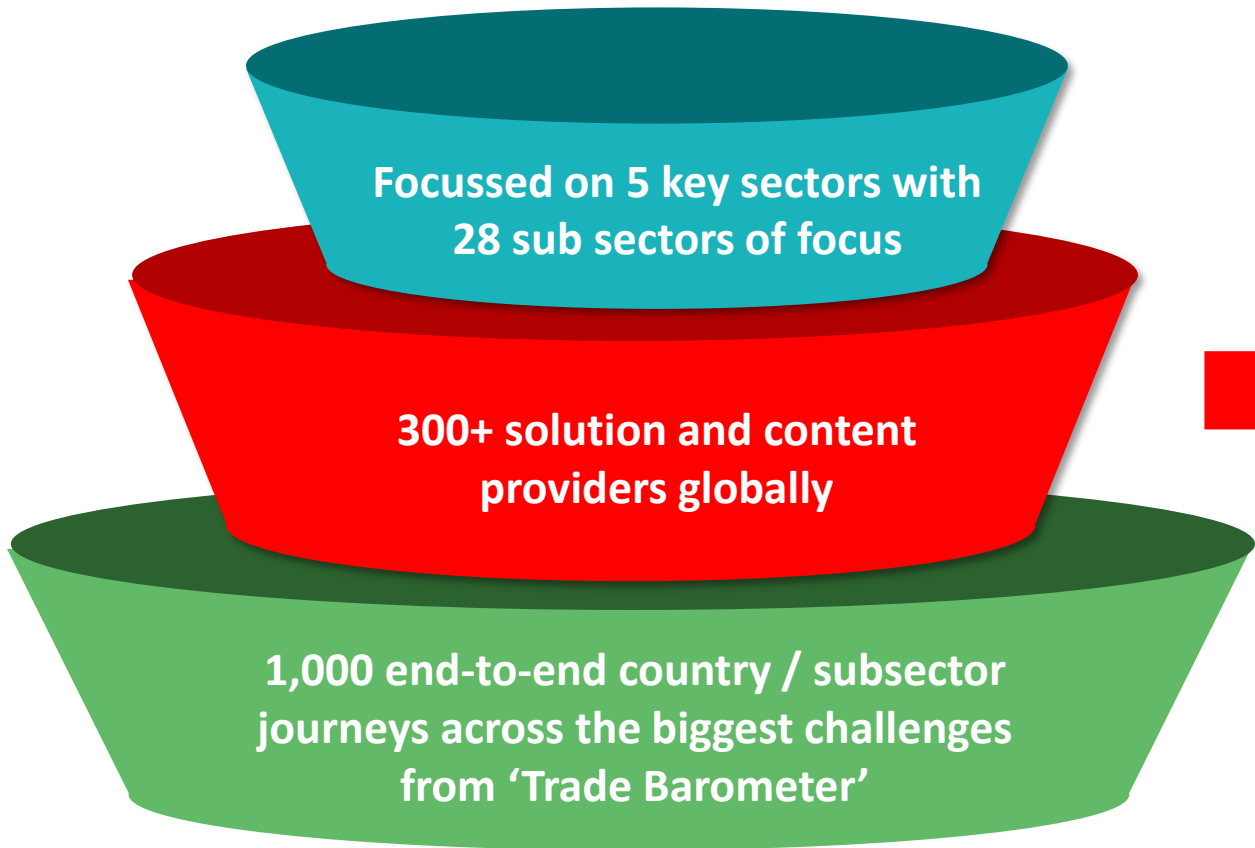 Focussed on 5 key sectors with
28 sub sectors of focus
300+ solution and content
providers globally
1,000 end-to-end country / subsector
journeys across the biggest challenges
from ‘Trade Barometer’